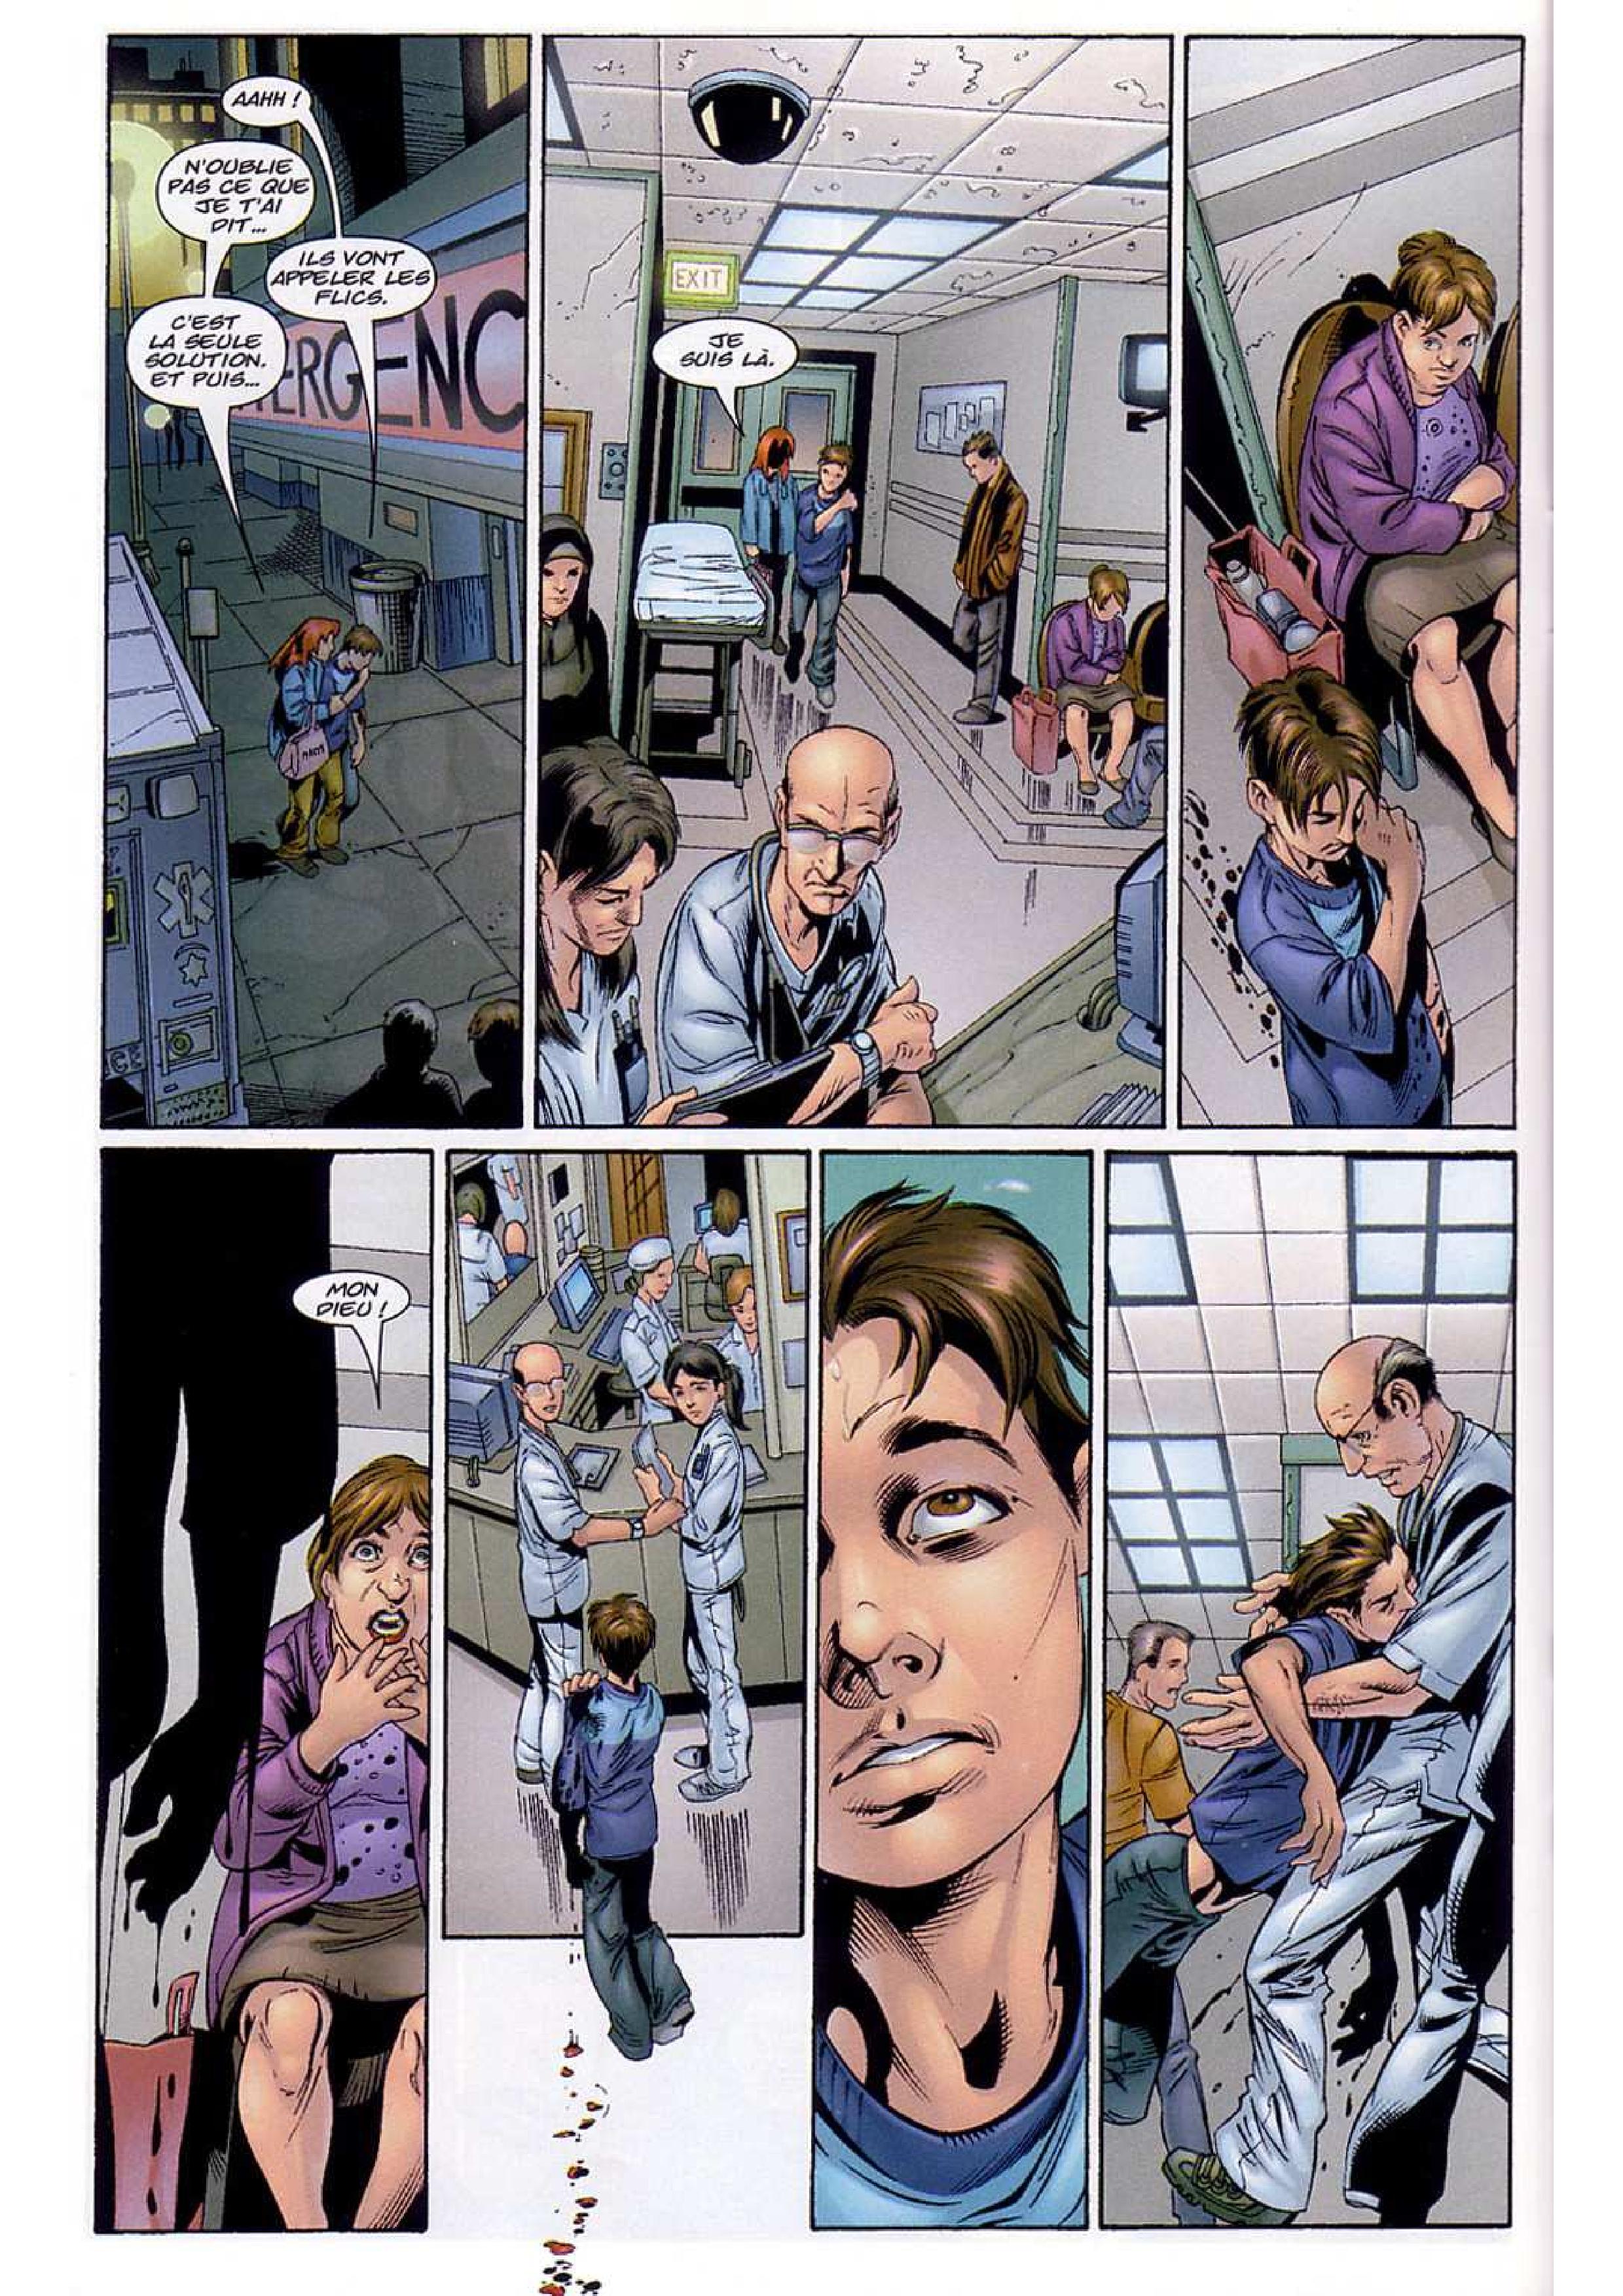 AAHH !
N'OUBLIE
PAS CE QUE
JE T'AI
DIT...
ILS VONT
APPELER LES
FLICS.
C'EST
LA SEULE
SOLUTION.
ET PUIS...
ERGENC
EXIT
JE
SUIS LÀ.
MON
DIEU !